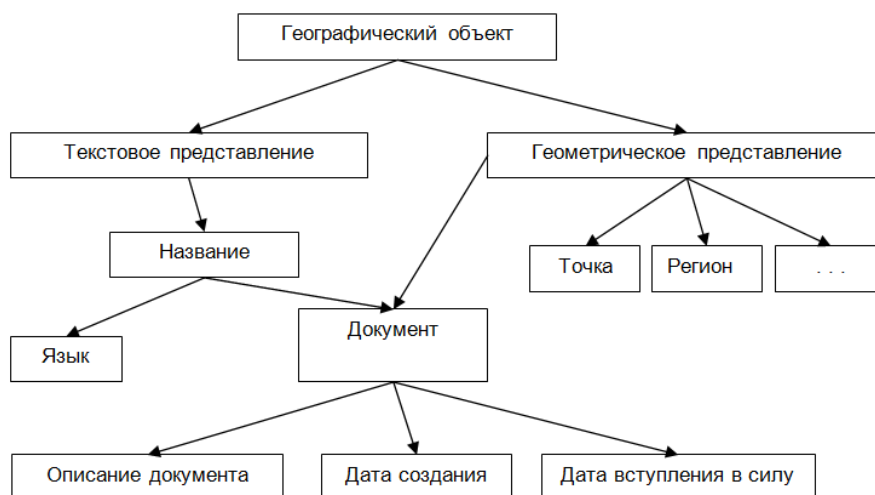 Географический объект
Текстовое представление
Геометрическое представление
Название
Точка
Регион
. . .
Документ
Язык
Описание документа
Дата создания
Дата вступления в силу